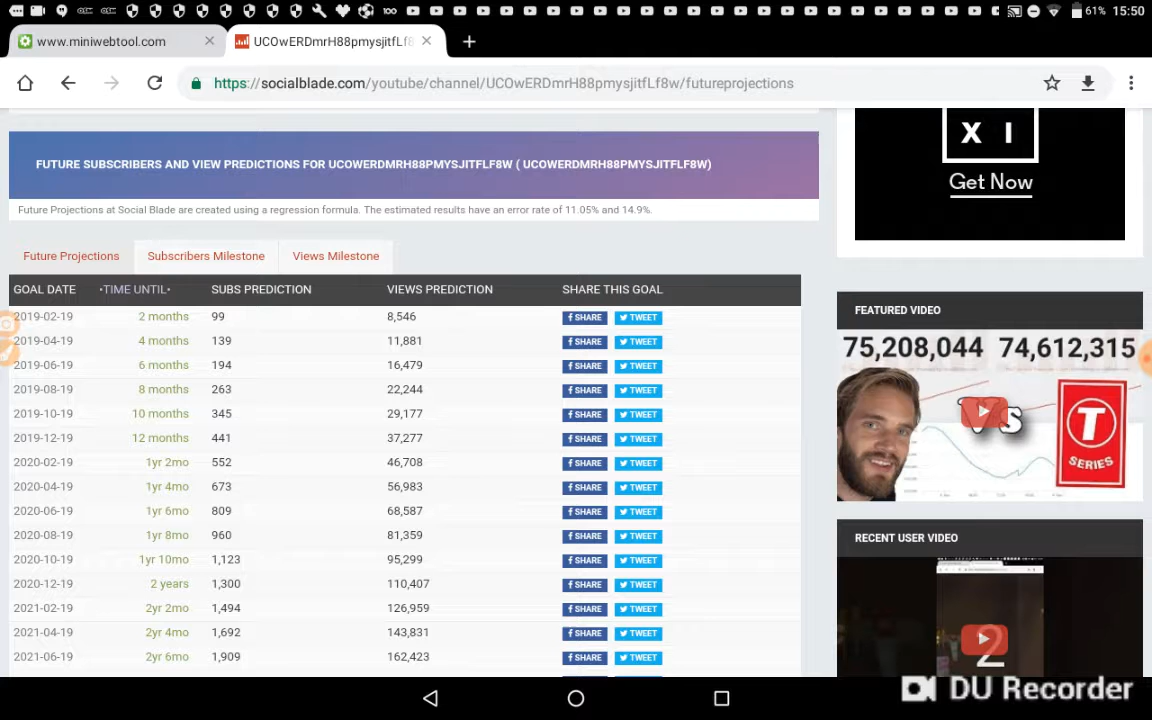 100
61% 15:50
www.miniwebtool.com
UCOwERDmrH88pmysjitfLf8
https://socialblade.com/youtube/channel/UCOwERDmrH88pmysjitfLf8w/futureprojections
FUTURE SUBSCRIBERS AND VIEW PREDICTIONS FOR UCOWERDMRH88PMYSJITFLF8W ( UCOWERDMRH88PMYSJITFLF8W)
Future Projections at Social Blade are created using a regression formula. The estimated results have an error rate of 11.05% and 14.9%.
Future Projections Subscribers Milestone Views Milestone
GOAL DATE •TIME UNTIL• SUBS PREDICTION VIEWS PREDICTION SHARE THIS GOAL
2019-02-19 2 months 99 8,546 SHARE TWEET
2019-04-19 4 months 139 11,881 SHARE TWEET
2019-06-19 6 months 194 16,479 SHARE TWEET
2019-08-19 8 months 263 22,244 SHARE TWEET
2019-10-19 10 months 345 29,177 SHARE TWEET
2019-12-19 12 months 441 37,277 SHARE TWEET
2020-02-19 1yr 2mo 552 46,708 SHARE TWEET
2020-04-19 1yr 4mo 673 56,983 SHARE TWEET
2020-06-19 1yr 6mo 809 68,587 SHARE TWEET
2020-08-19 1yr 8mo 960 81,359 SHARE TWEET
2020-10-19 1yr 10mo 1,123 95,299 SHARE TWEET
2020-12-19 2 years 1,300 110,407 SHARE TWEET
2021-02-19 2yr 2mo 1,494 126,959 SHARE TWEET
2021-04-19 2yr 4mo 1,692 143,831 SHARE TWEET
2021-06-19 2yr 6mo 1,909 162,423 SHARE TWEET
X I
Get Now
FEATURED VIDEO
75,208,044 74,612,315
VS
T
SERIES
RECENT USER VIDEO
2
DU Recorder